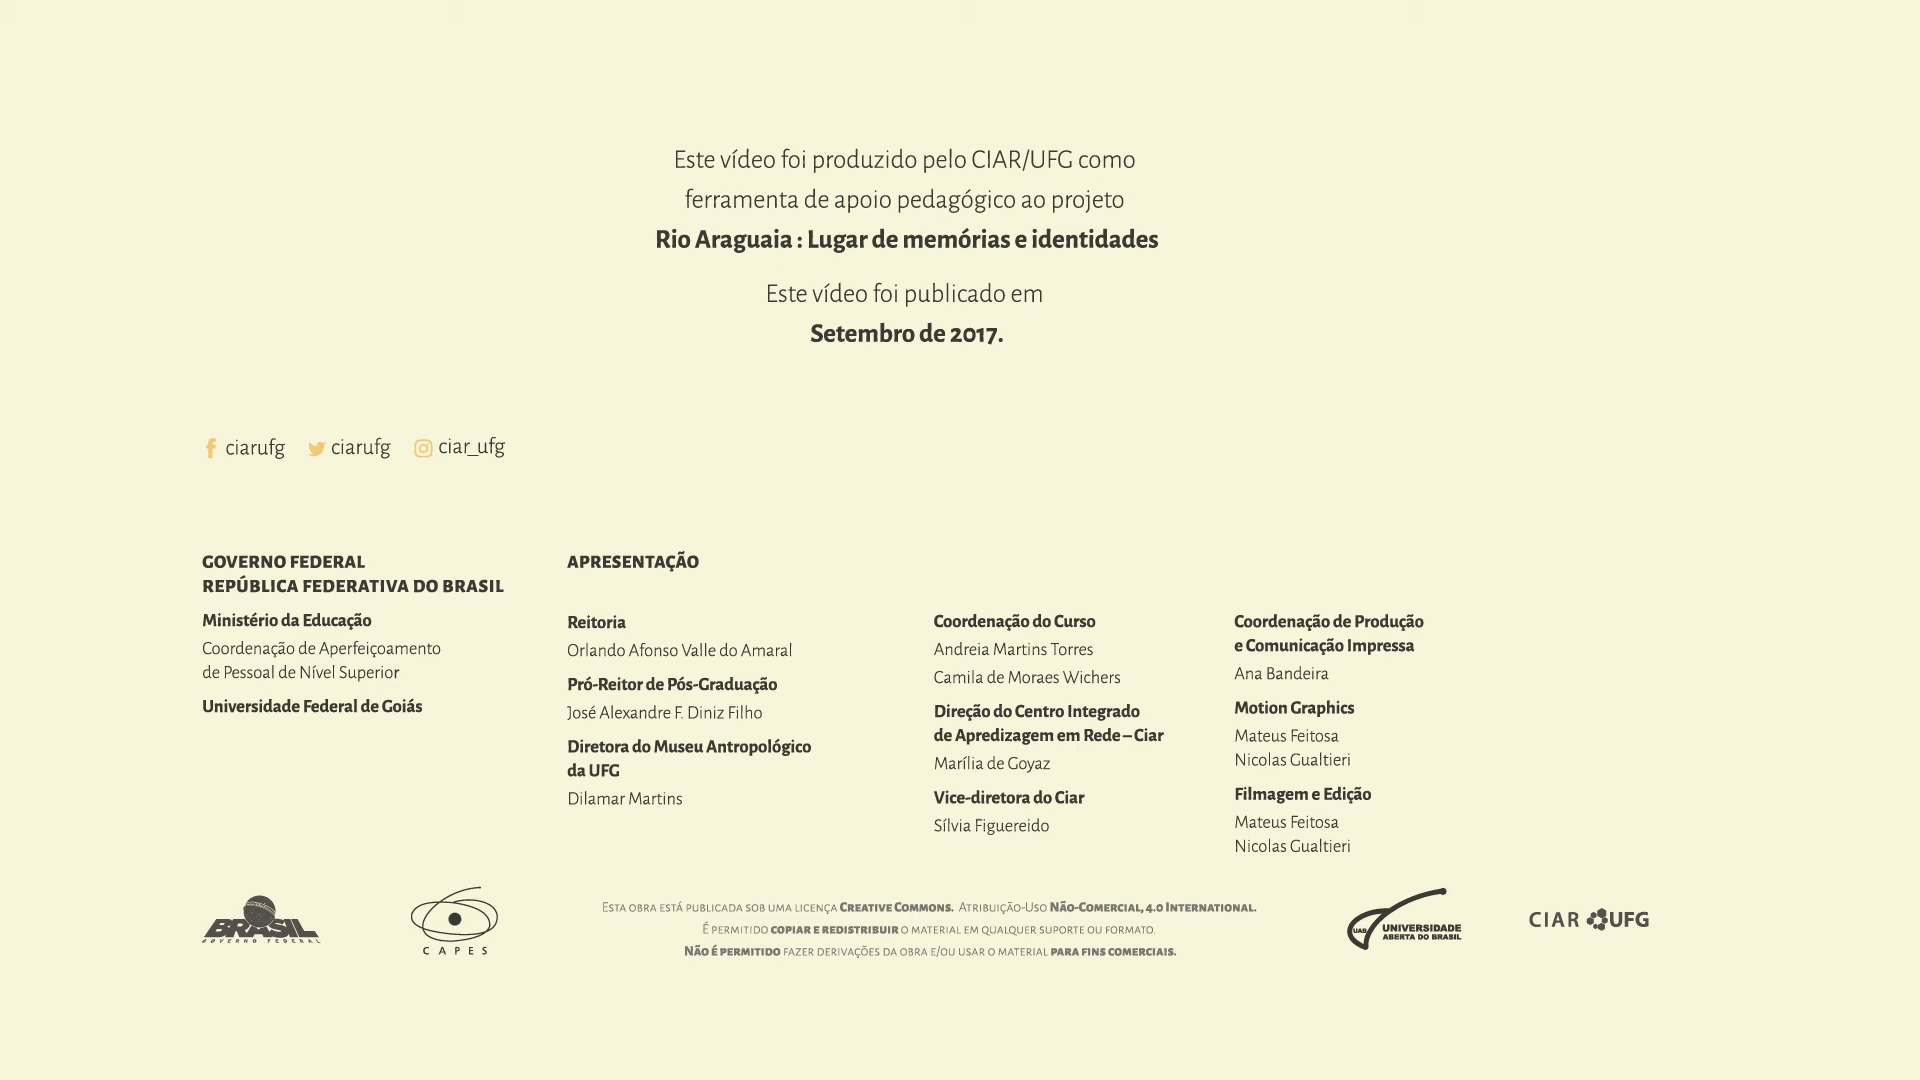 Este vídeo foi produzido pelo CIAR/UFG como
ferramenta de apoio pedagógico ao projeto
Rio Araguaia : Lugar de memórias e identidades
Este vídeo foi publicado em
Setembro de 2017.
ciarufg ciarufg ciar_ufg
GOVERNO FEDERAL
REPÚBLICA FEDERATIVA DO BRASIL
Ministério da Educação
Coordenação de Aperfeiçoamento
de Pessoal de Nível Superior
Universidade Federal de Goiás
APRESENTAÇÃO
Reitoria
Orlando Afonso Valle do Amaral
Pró-Reitor de Pós-Graduação
José Alexandre F. Diniz Filho
Diretora do Museu Antropológico
da UFG
Dilamar Martins
Coordenação do Curso
Andreia Martins Torres
Camila de Moraes Wichers
Direção do Centro Integrado
de Apredizagem em Rede – Ciar
Marília de Goyaz
Vice-diretora do Ciar
Sílvia Figuereido
Coordenação de Produção
e Comunicação Impressa
Ana Bandeira
Motion Graphics
Mateus Feitosa
Nicolas Gualtieri
Filmagem e Edição
Mateus Feitosa
Nicolas Gualtieri
BRASIL
GOVERNO FEDERAL
CAPES
Esta obra está publicada sob uma licença Creative Commons. Atribuição-Uso Não-Comercial, 4.0 International.
É permitido copiar e redistribuir o material em qualquer suporte ou formato.
Não é permitido fazer derivações da obra e/ou usar o material para fins comerciais.
UAB UNIVERSIDADE
ABERTA DO BRASIL
CIAR UFG